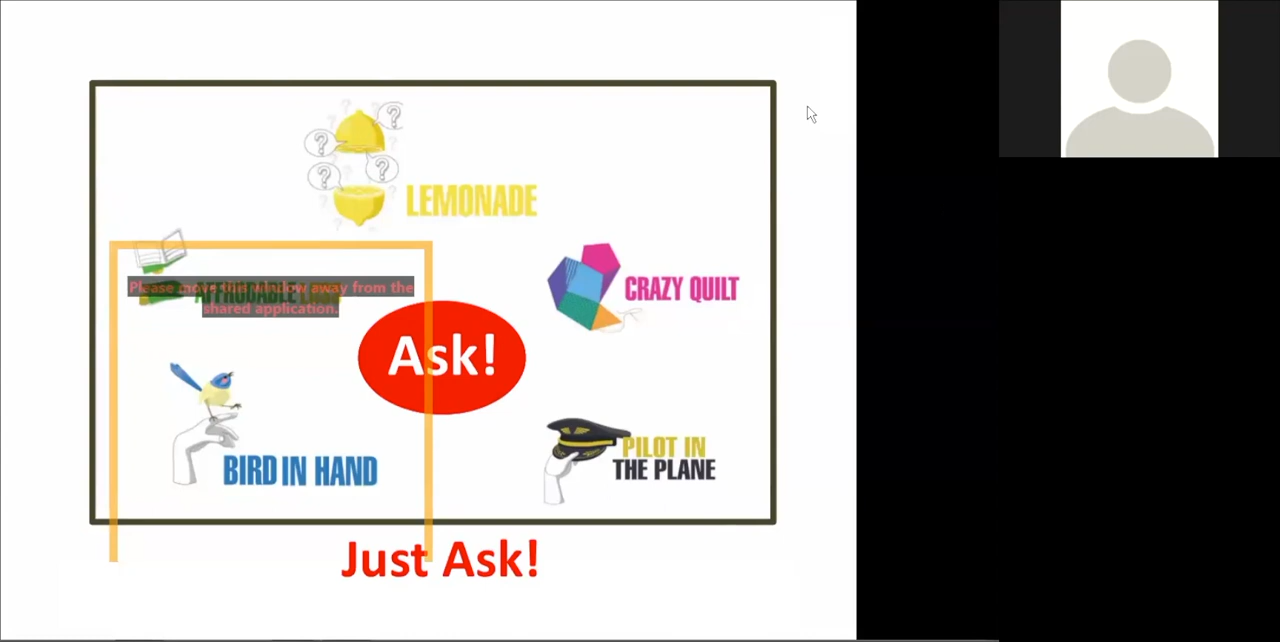 LEMONADE
Please move this window away from the
shared application.
CRAZY QUILT
Ask!
PILOT IN
THE PLANE
BIRD IN HAND
Just Ask!